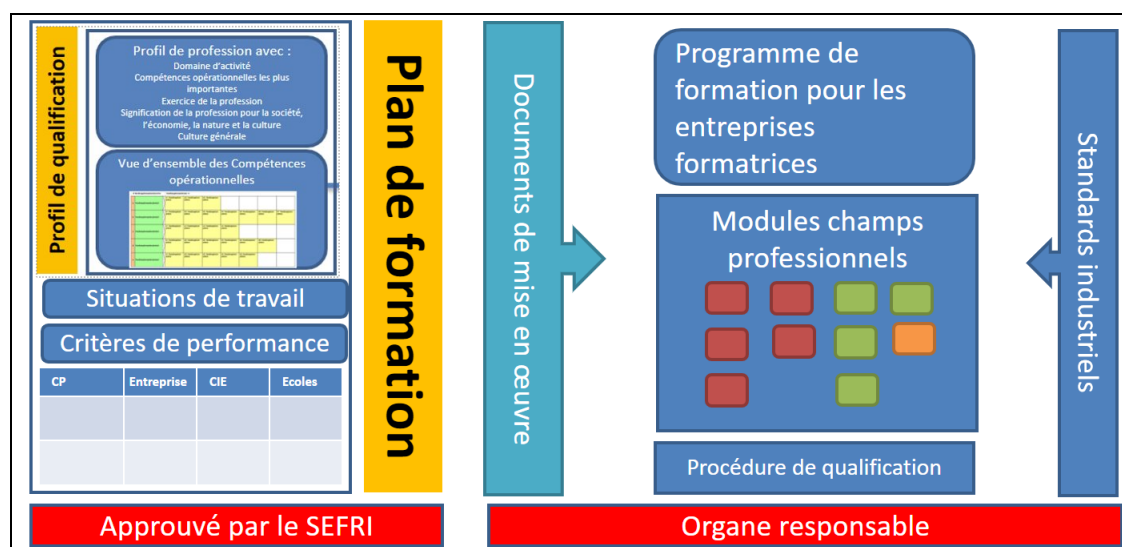 Profil de qualification
Profil de profession avec :
Domaine d'activité
Compétences opérationnelles les plus
importantes
Exercice de la profession
Signification de la profession pour la société,
l'économie, la nature et la culture
Culture générale
Vue d'ensemble des Compétences
opérationnelles
Situations de travail
Critères de performance
CP Entreprise CIE Ecoles
Plan de formation
Approuvé par le SEFRI
Documents de mise en œuvre
Programme de
formation pour les
entreprises
formatrices
Modules champs
professionnels
Procédure de qualification
Standards industriels
Organe responsable